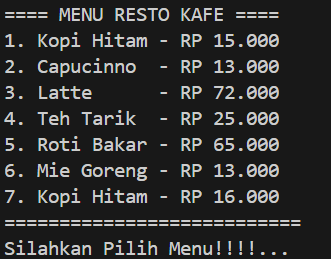 ==== MENU RESTO KAFE ====
1. Kopi Hitam - RP 15.000
2. Capucinno  - RP 13.000
3. Latte      - RP 72.000
4. Teh Tarik  - RP 25.000
5. Roti Bakar - RP 65.000
6. Mie Goreng - RP 13.000
7. Kopi Hitam - RP 16.000
===========================
Silahkan Pilih Menu!!!!...